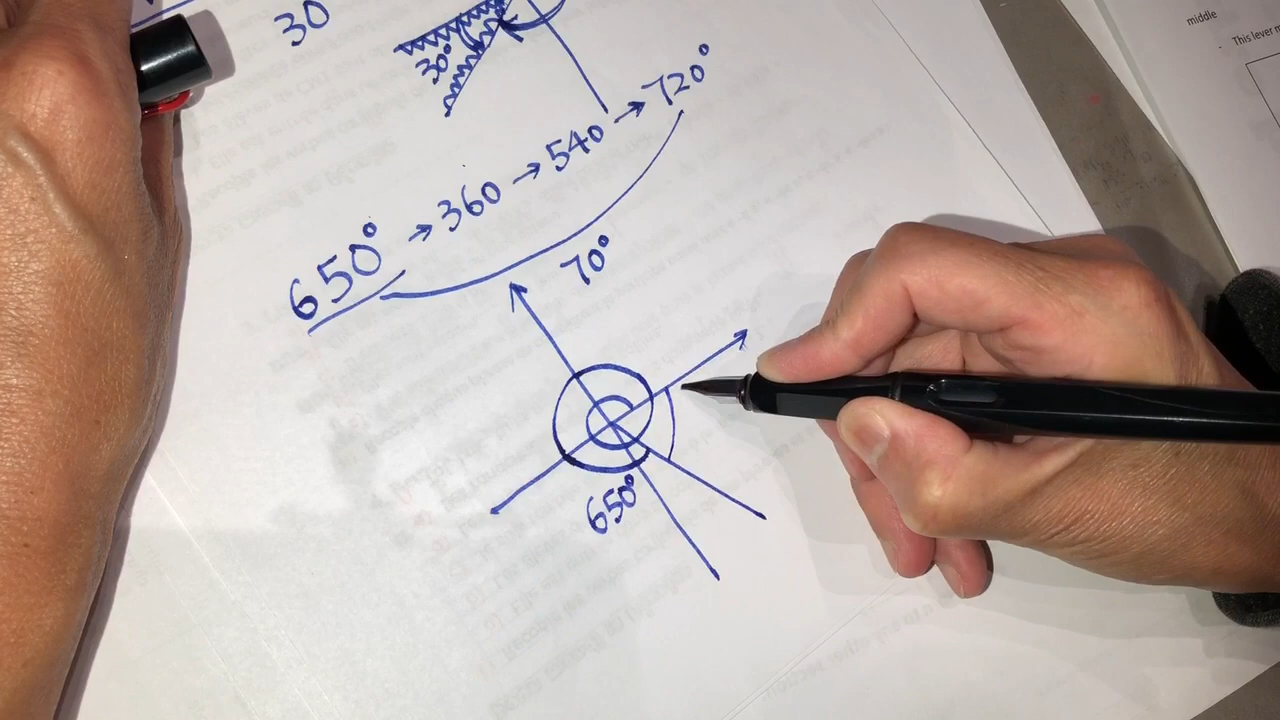 30
30°
650° → 360 → 540 → 720°
70°
650°
middle
This lever